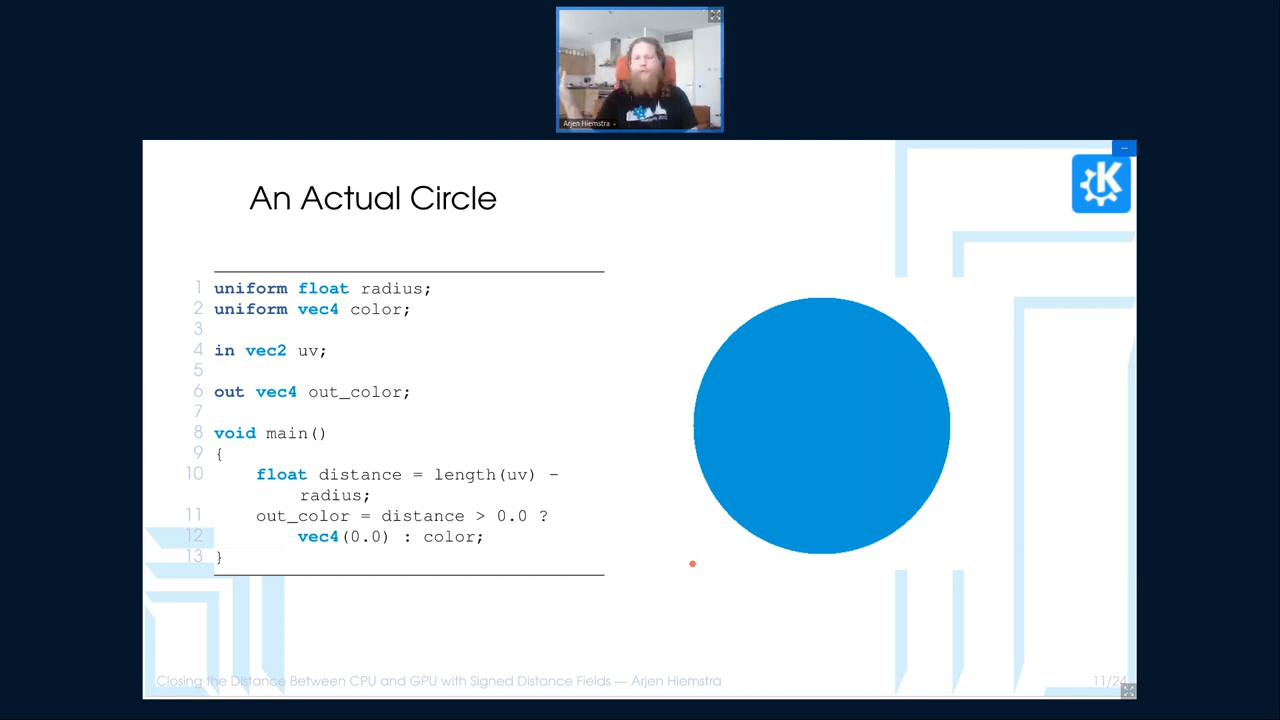 Arjen Hiemstra
An Actual Circle
K
1 uniform float radius;
2 uniform vec4 color;
3
4 in vec2 uv;
5
6 out vec4 out_color;
7
8 void main()
9 {
10 float distance = length(uv) -
radius;
11 out_color = distance > 0.0 ?
12 vec4(0.0) : color;
13 }
Closing the Distance Between CPU and GPU with Signed Distance Fields — Arjen Hiemstra
11/24